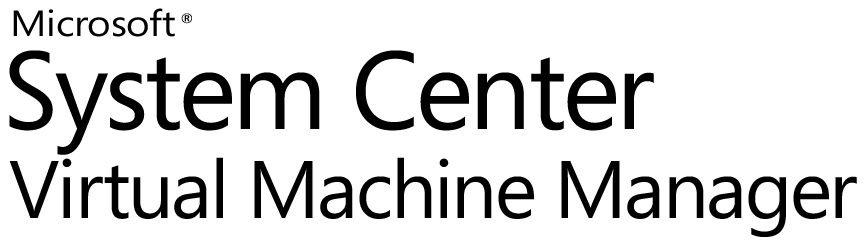 Microsoft®
System Center
Virtual Machine Manager